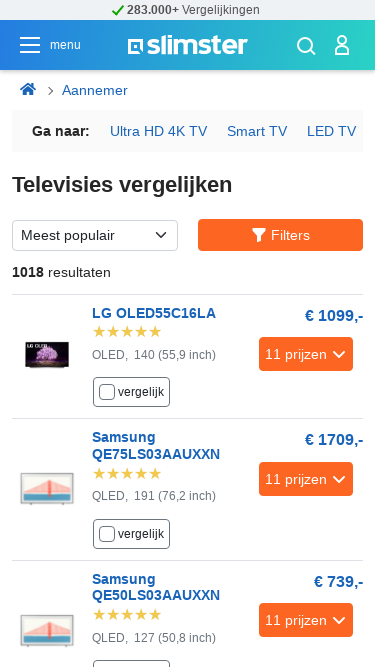 283.000+ Vergelijkingen
menu
slimster
Aannemer
Ga naar: Ultra HD 4K TV Smart TV LED TV
Televisies vergelijken
Meest populair
Filters
1018 resultaten
LG OLED55C16LA
€ 1099,-
OLED, 140 (55,9 inch)
11 prijzen
vergelijk
Samsung
QE75LS03AAUXXN
€ 1709,-
11 prijzen
QLED, 191 (76,2 inch)
vergelijk
Samsung
QE50LS03AAUXXN
€ 739,-
11 prijzen
QLED, 127 (50,8 inch)